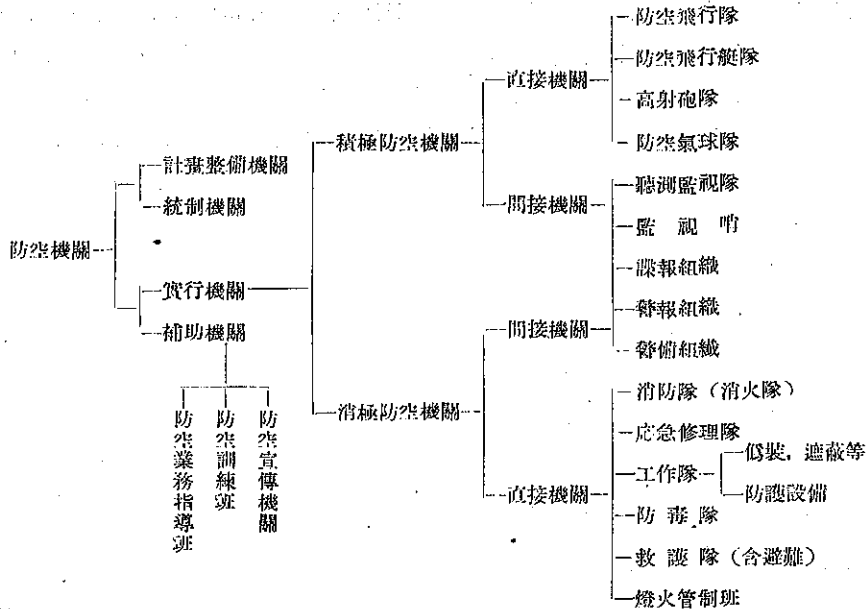 防空機關
計畫整備機關
統制機關
實行機關
補助機關
防空業務指導班
防空訓練班
防空宣傳機關
積極防空機關
直接機關
防空飛行隊
防空飛行艇隊
高射砲隊
防空氣球隊
間接機關
聽測監視隊
監視哨
諜報組織
警報組織
警備組織
消極防空機關
間接機關
直接機關
消防隊（消火隊）
応急修理隊
工作隊
僞裝，遮蔽等
防護設備
防毒隊
救護隊（含避難）
燈火管制班